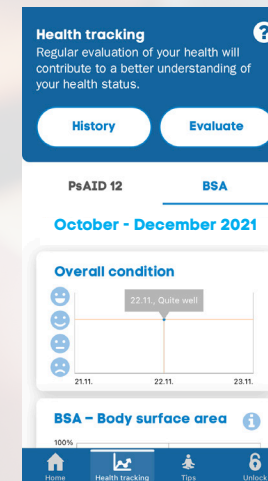 Health tracking
?
Regular evaluation of your health will
contribute to a better understanding of
your health status.
History
Evaluate
PsAID 12
BSA
October - December 2021
Overall condition
22.11., Quite well
21.11.
22.11.
23.11.
BSA – Body surface area
i
100%
Home
Health tracking
Tips
Unlock